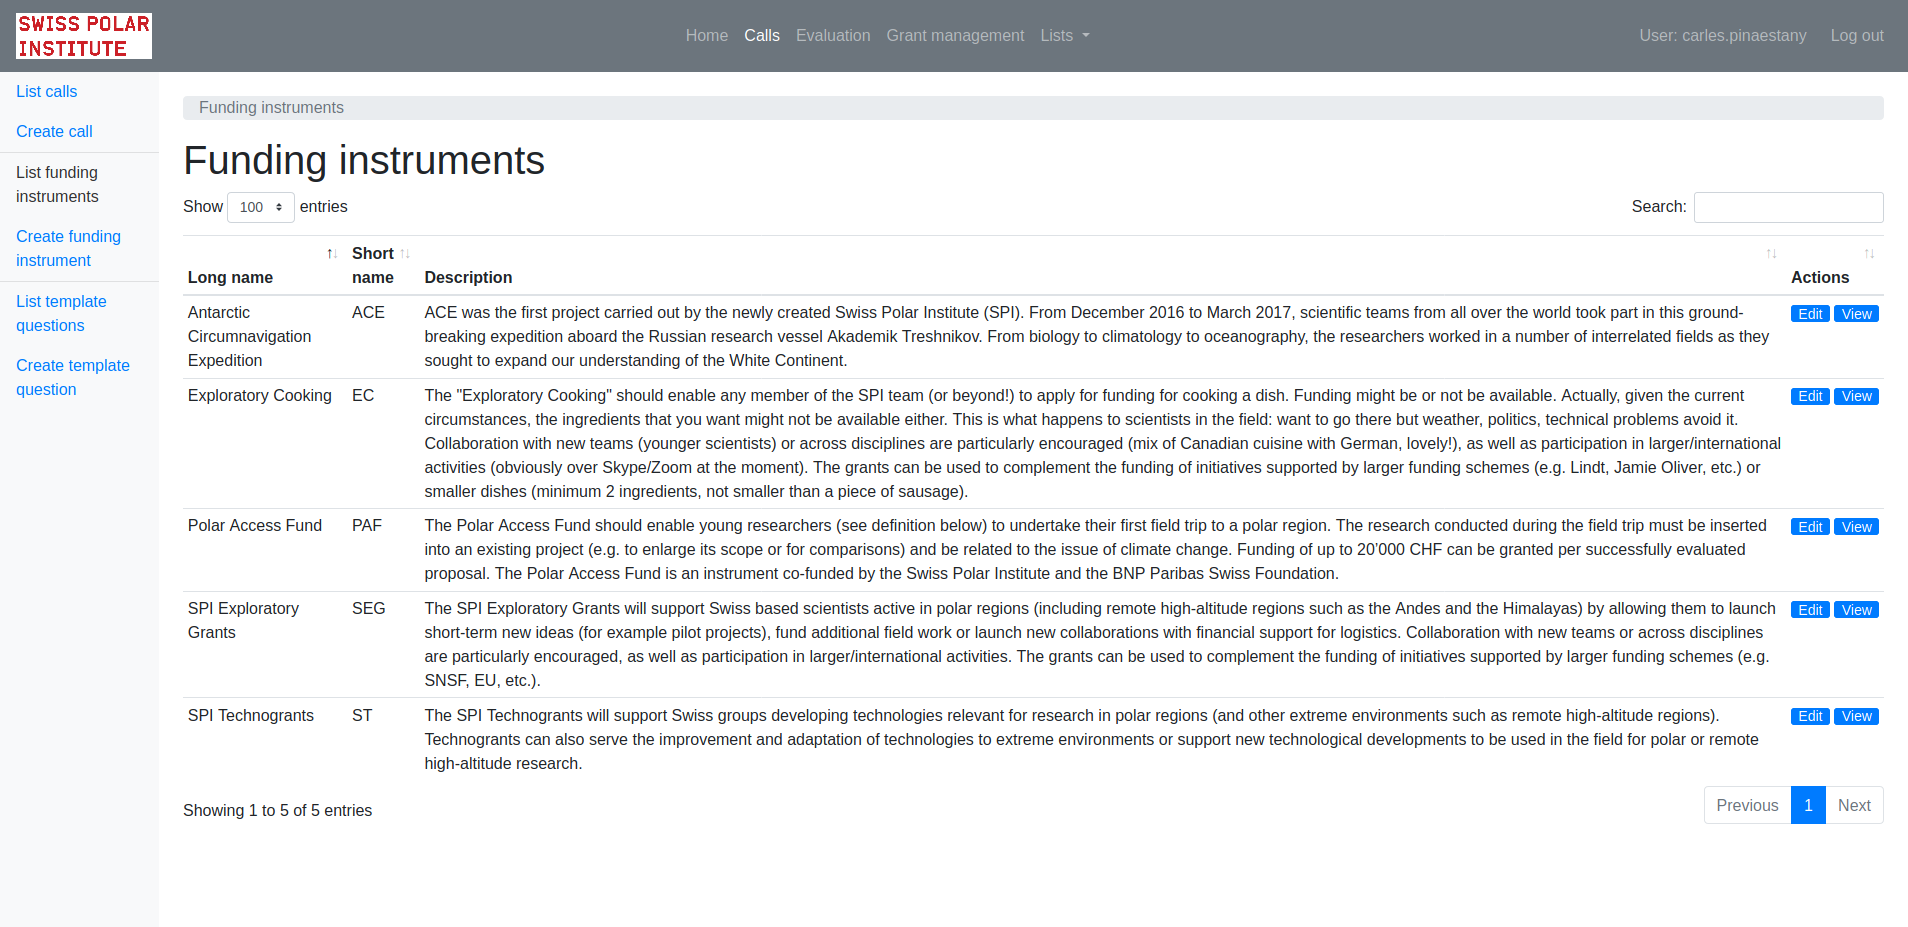 SWISS POLAR
INSTITUTE
Home Calls Evaluation Grant management Lists
User: carles.pinaestany Log out
List calls
Create call
List funding
instruments
Create funding
instrument
List template
questions
Create template
question
Funding instruments
Funding instruments
Show 100 entries
Search:
Long name Short name Description Actions
Antarctic
Circumnavigation
Expedition
ACE
ACE was the first project carried out by the newly created Swiss Polar Institute (SPI). From December 2016 to March 2017, scientific teams from all over the world took part in this ground-
breaking expedition aboard the Russian research vessel Akademik Treshnikov. From biology to climatology to oceanography, the researchers worked in a number of interrelated fields as they
sought to expand our understanding of the White Continent.
Edit View
Exploratory Cooking
EC
The "Exploratory Cooking" should enable any member of the SPI team (or beyond!) to apply for funding for cooking a dish. Funding might be or not be available. Actually, given the current
circumstances, the ingredients that you want might not be available either. This is what happens to scientists in the field: want to go there but weather, politics, technical problems avoid it.
Collaboration with new teams (younger scientists) or across disciplines are particularly encouraged (mix of Canadian cuisine with German, lovely!), as well as participation in larger/international
activities (obviously over Skype/Zoom at the moment). The grants can be used to complement the funding of initiatives supported by larger funding schemes (e.g. Lindt, Jamie Oliver, etc.) or
smaller dishes (minimum 2 ingredients, not smaller than a piece of sausage).
Edit View
Polar Access Fund
PAF
The Polar Access Fund should enable young researchers (see definition below) to undertake their first field trip to a polar region. The research conducted during the field trip must be inserted
into an existing project (e.g. to enlarge its scope or for comparisons) and be related to the issue of climate change. Funding of up to 20’000 CHF can be granted per successfully evaluated
proposal. The Polar Access Fund is an instrument co-funded by the Swiss Polar Institute and the BNP Paribas Swiss Foundation.
Edit View
SPI Exploratory
Grants
SEG
The SPI Exploratory Grants will support Swiss based scientists active in polar regions (including remote high-altitude regions such as the Andes and the Himalayas) by allowing them to launch
short-term new ideas (for example pilot projects), fund additional field work or launch new collaborations with financial support for logistics. Collaboration with new teams or across disciplines
are particularly encouraged, as well as participation in larger/international activities. The grants can be used to complement the funding of initiatives supported by larger funding schemes (e.g.
SNSF, EU, etc.).
Edit View
SPI Technogrants
ST
The SPI Technogrants will support Swiss groups developing technologies relevant for research in polar regions (and other extreme environments such as remote high-altitude regions).
Technogrants can also serve the improvement and adaptation of technologies to extreme environments or support new technological developments to be used in the field for polar or remote
high-altitude research.
Edit View
Showing 1 to 5 of 5 entries
Previous 1 Next